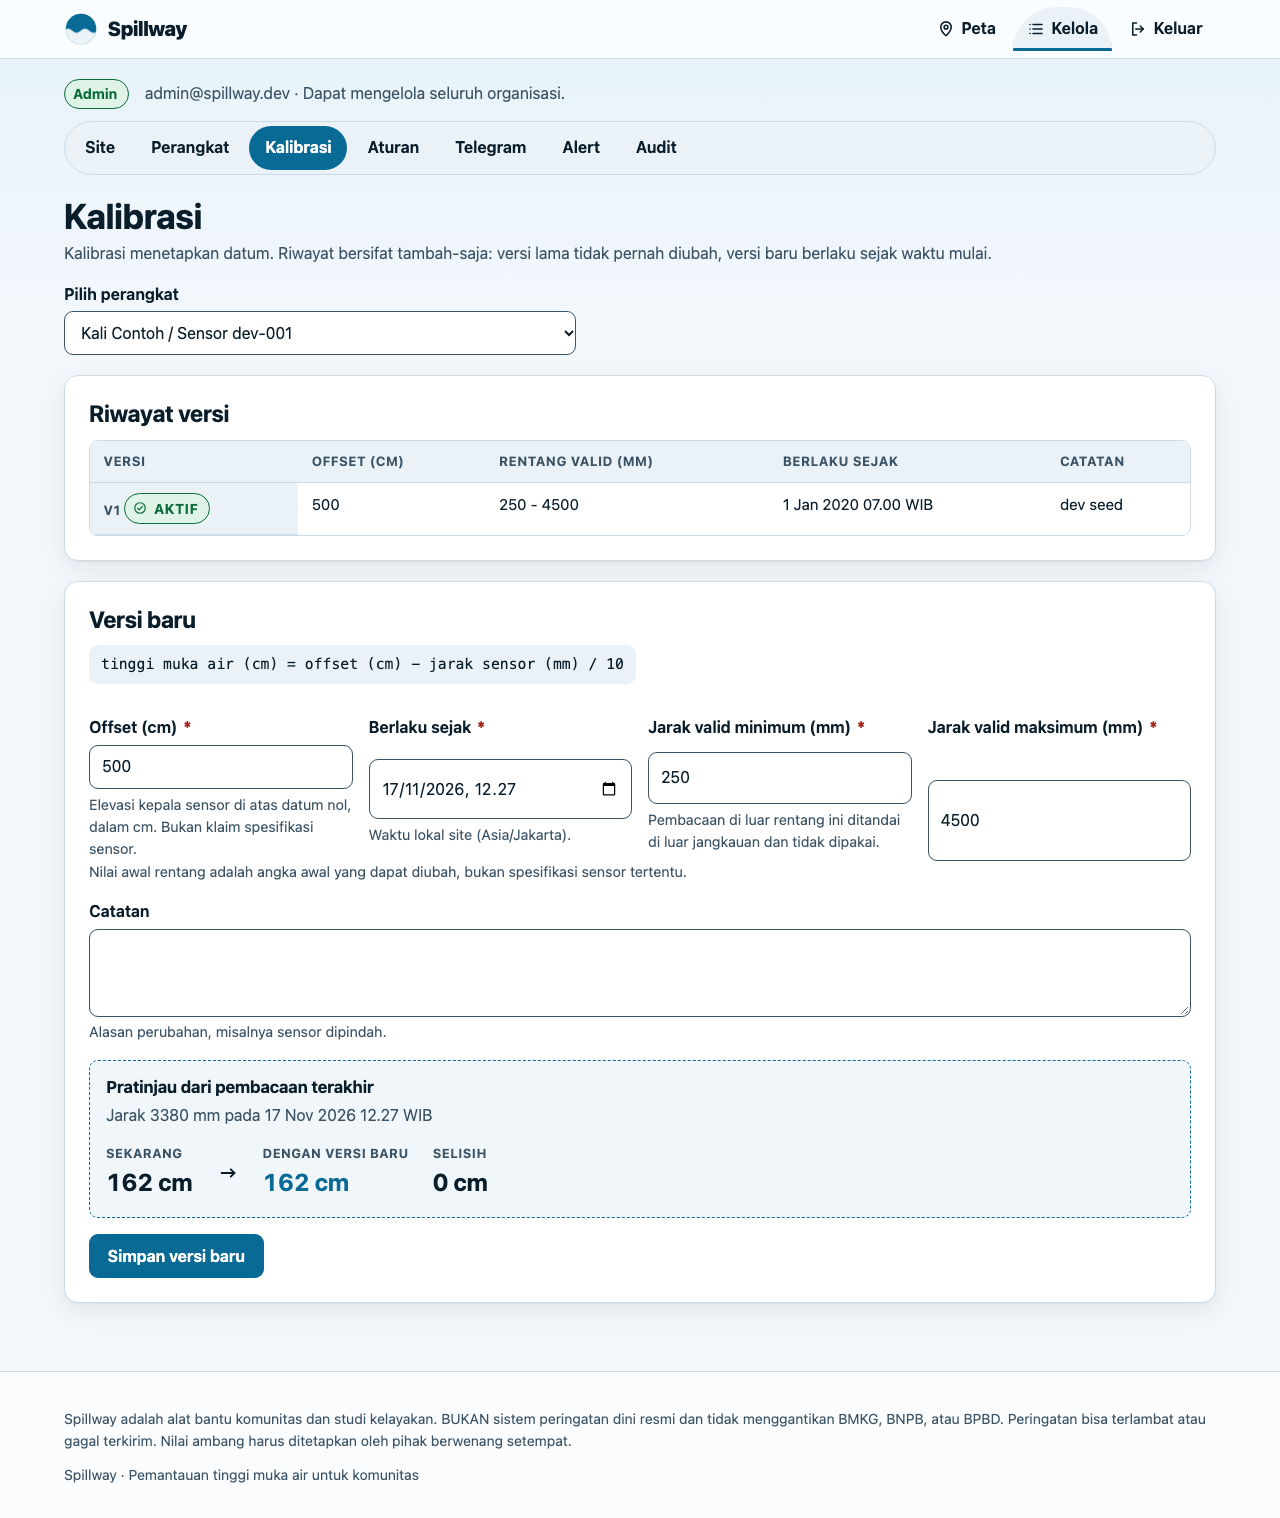 Spillway
Peta
Kelola
Keluar
Admin
admin@spillway.dev · Dapat mengelola seluruh organisasi.
Site
Perangkat
Kalibrasi
Aturan
Telegram
Alert
Audit
Kalibrasi
Kalibrasi menetapkan datum. Riwayat bersifat tambah-saja: versi lama tidak pernah diubah, versi baru berlaku sejak waktu mulai.
Pilih perangkat
Kali Contoh / Sensor dev-001
Riwayat versi
VERSI OFFSET (CM) RENTANG VALID (MM) BERLAKU SEJAK CATATAN
V1 AKTIF 500 250 - 4500 1 Jan 2020 07.00 WIB dev seed
Versi baru
tinggi muka air (cm) = offset (cm) − jarak sensor (mm) / 10
Offset (cm) *
500
Elevasi kepala sensor di atas datum nol,
dalam cm. Bukan klaim spesifikasi
sensor.
Berlaku sejak *
17/11/2026, 12.27
Waktu lokal site (Asia/Jakarta).
Jarak valid minimum (mm) *
250
Pembacaan di luar rentang ini ditandai
di luar jangkauan dan tidak dipakai.
Jarak valid maksimum (mm) *
4500
Nilai awal rentang adalah angka awal yang dapat diubah, bukan spesifikasi sensor tertentu.
Catatan
Alasan perubahan, misalnya sensor dipindah.
Pratinjau dari pembacaan terakhir
Jarak 3380 mm pada 17 Nov 2026 12.27 WIB
SEKARANG DENGAN VERSI BARU SELISIH
162 cm → 162 cm 0 cm
Simpan versi baru
Spillway adalah alat bantu komunitas dan studi kelayakan. BUKAN sistem peringatan dini resmi dan tidak menggantikan BMKG, BNPB, atau BPBD. Peringatan bisa terlambat atau
gagal terkirim. Nilai ambang harus ditetapkan oleh pihak berwenang setempat.
Spillway · Pemantauan tinggi muka air untuk komunitas